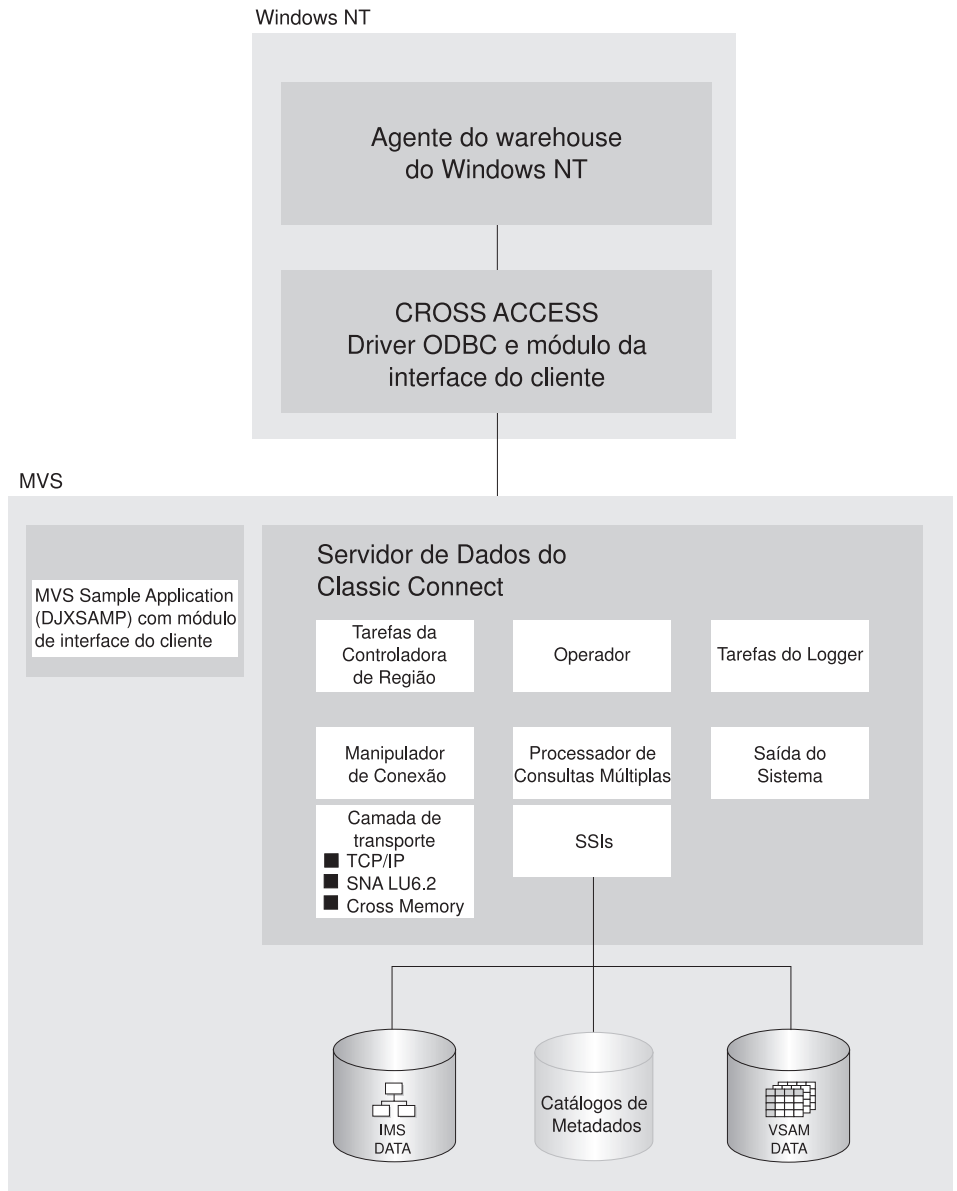 Windows NT
Agente do warehouse
do Windows NT
CROSS ACCESS
Driver ODBC e módulo da
interface do cliente
MVS
MVS Sample Application
(DJXSAMP) com módulo
de interface do cliente
Servidor de Dados do
Classic Connect
Tarefas da
Controladora
de Região
Operador
Tarefas do Logger
Manipulador
de Conexão
Processador de
Consultas Múltiplas
Saída do
Sistema
Camada de
transporte
TCP/IP
SNA LU6.2
Cross Memory
SSIs
IMS
DATA
Catálogos de
Metadados
VSAM
DATA